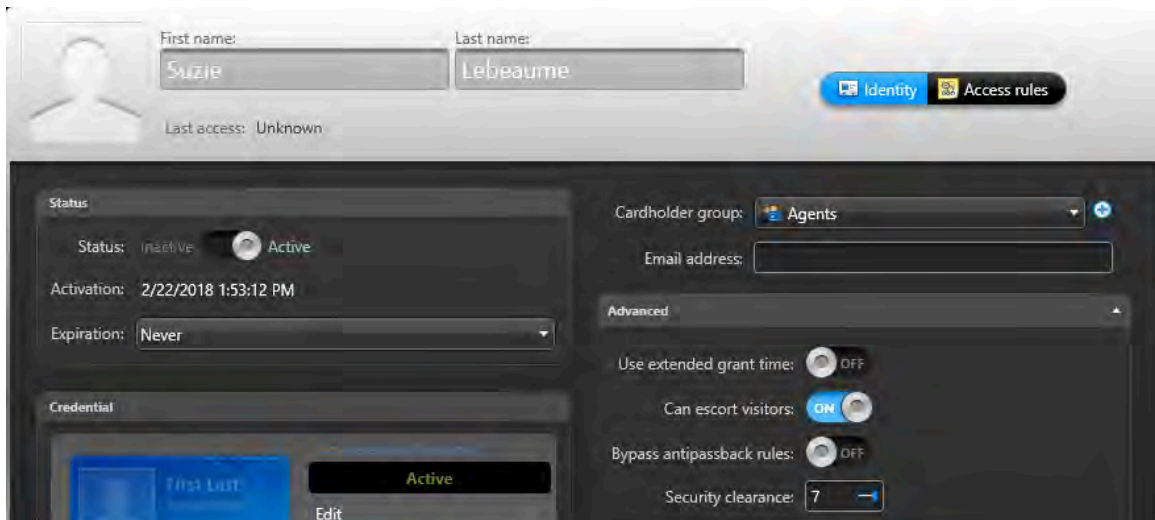 First name:
Last name:
Suzie
Lebeaume
Identity
Access rules
Last access: Unknown
Status
Status: Inactive Active
Activation: 2/22/2018 1:53:12 PM
Expiration: Never
Credential
First Last
Active
Edit
Cardholder group: Agents
Email address:
Advanced
Use extended grant time: OFF
Can escort visitors: ON
Bypass antipassback rules: OFF
Security clearance: 7